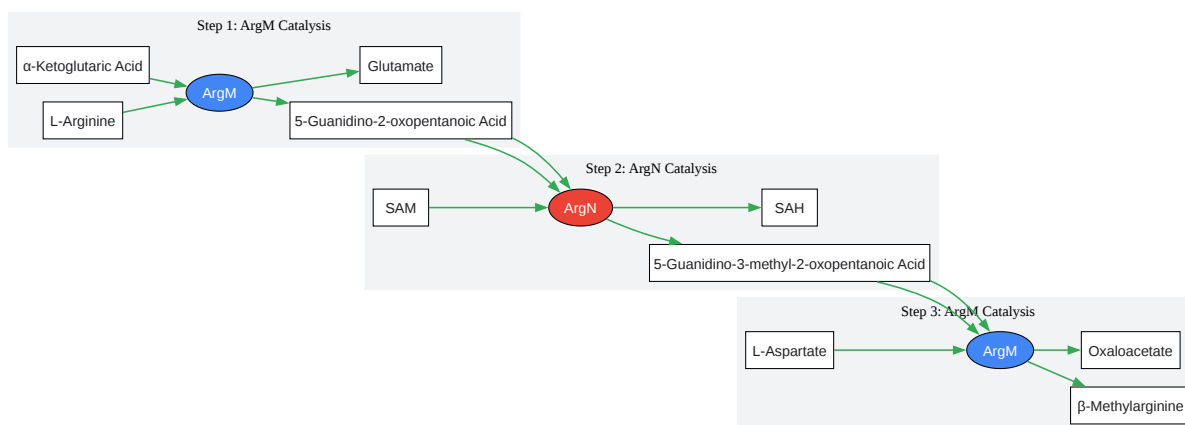 Step 1: ArgM Catalysis
α-Ketoglutaric Acid
Glutamate
ArgM
L-Arginine
5-Guanidino-2-oxopentanoic Acid
Step 2: ArgN Catalysis
SAM
ArgN
SAH
5-Guanidino-3-methyl-2-oxopentanoic Acid
Step 3: ArgM Catalysis
L-Aspartate
ArgM
Oxaloacetate
β-Methylarginine